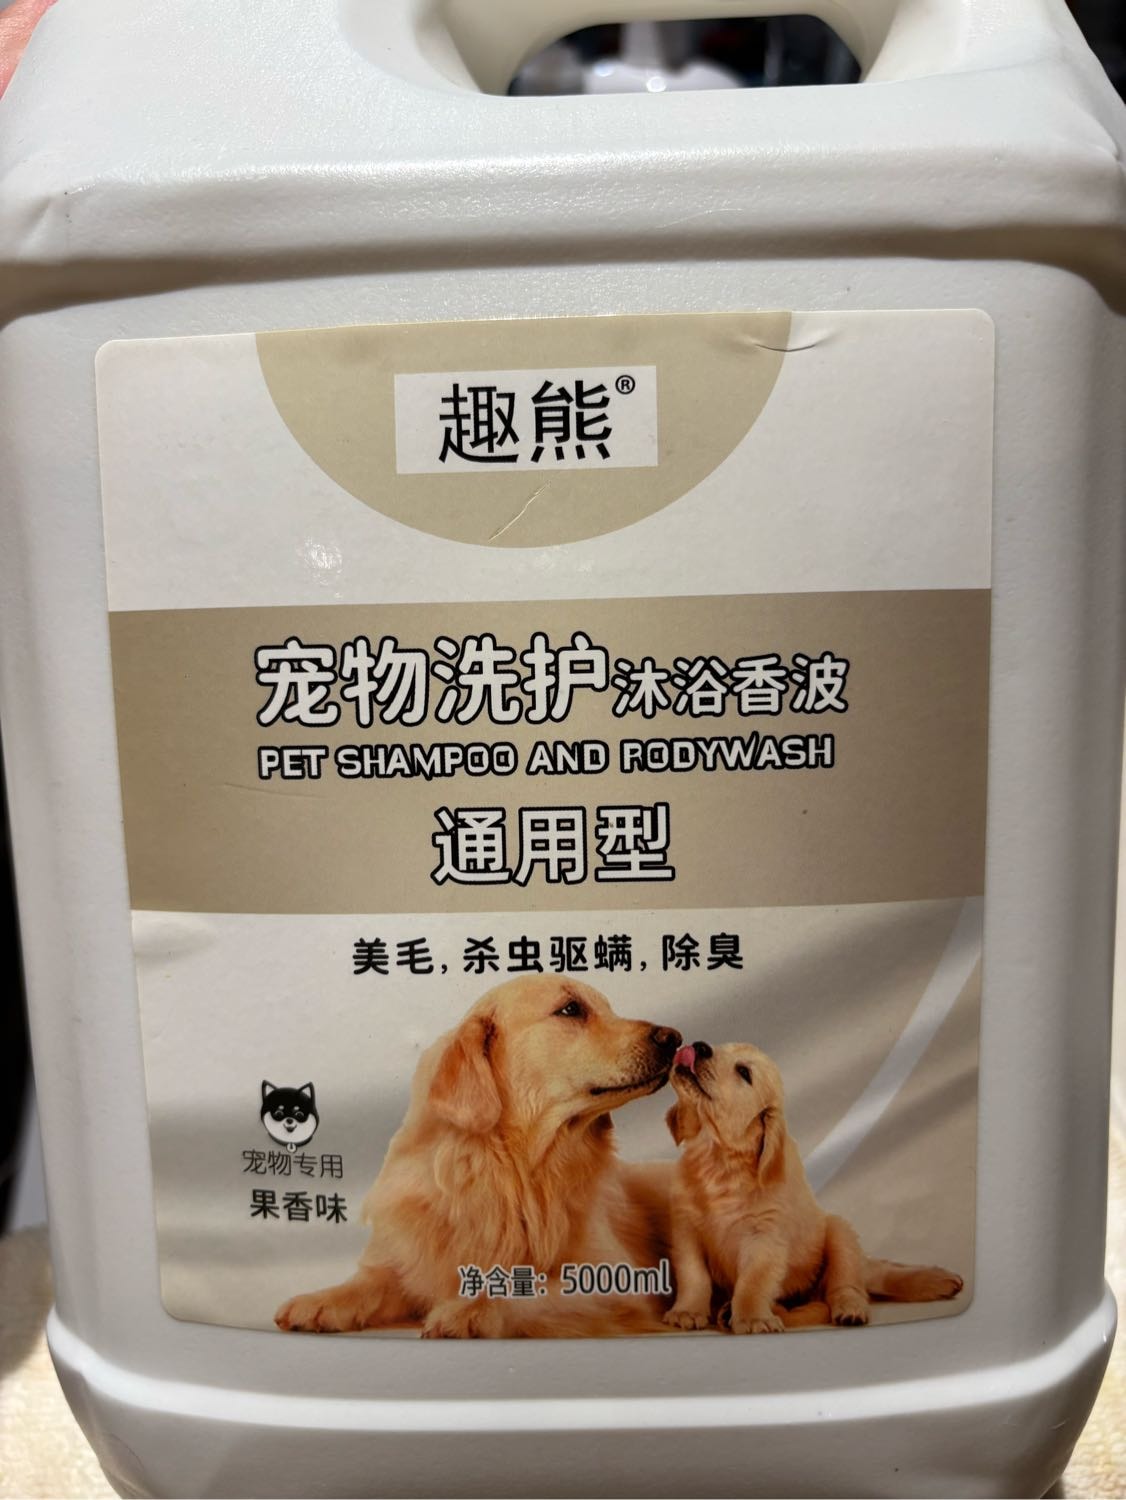 趣熊®
宠物洗护沐浴香波
PET SHAMPOO AND RODYWASH
通用型
美毛，杀虫驱螨，除臭
宠物专用
果香味
净含量：5000ml